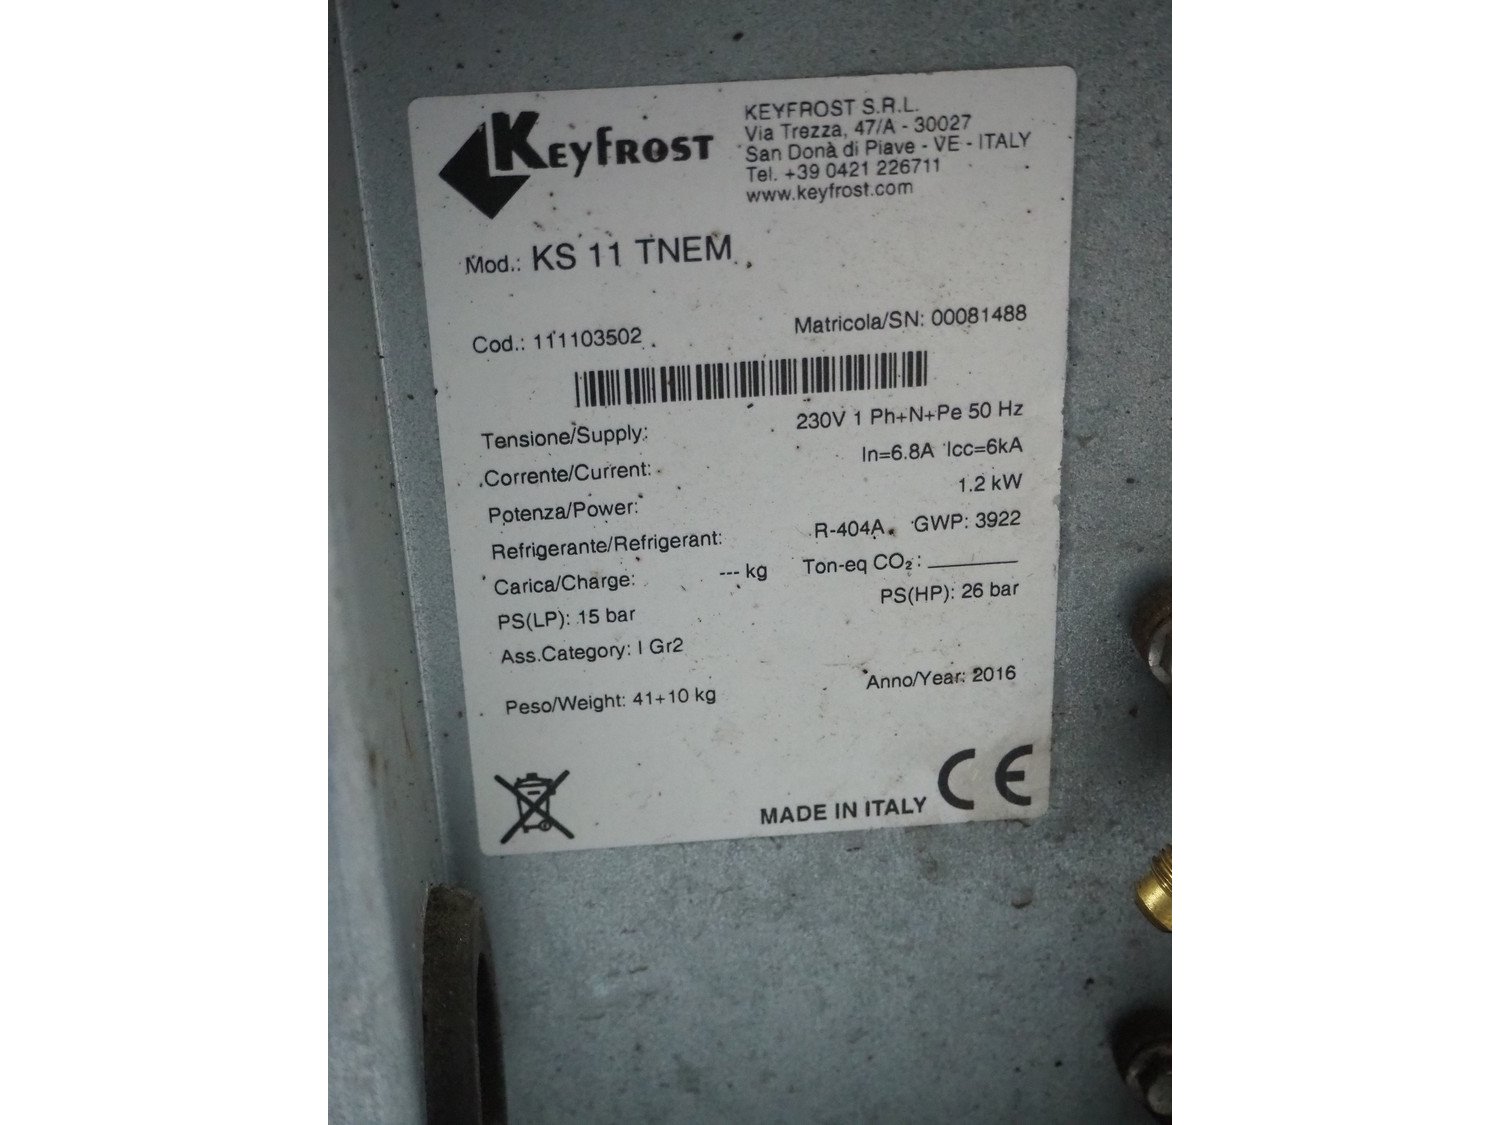 KEYFROST
KEYFROST S.R.L.
Via Trezza, 47/A - 30027
San Donà di Piave - VE - ITALY
Tel. +39 0421 226711
www.keyfrost.com
Mod.: KS 11 TNEM
Cod.: 111103502 Matricola/SN: 00081488
Tensione/Supply: 230V 1 Ph+N+Pe 50 Hz
Corrente/Current: In=6.8A Icc=6kA
Potenza/Power: 1.2 kW
Refrigerante/Refrigerant: R-404A GWP: 3922
Carica/Charge: --- kg Ton-eq CO₂: ________
PS(LP): 15 bar PS(HP): 26 bar
Ass.Category: I Gr2
Peso/Weight: 41+10 kg Anno/Year: 2016
MADE IN ITALY CE